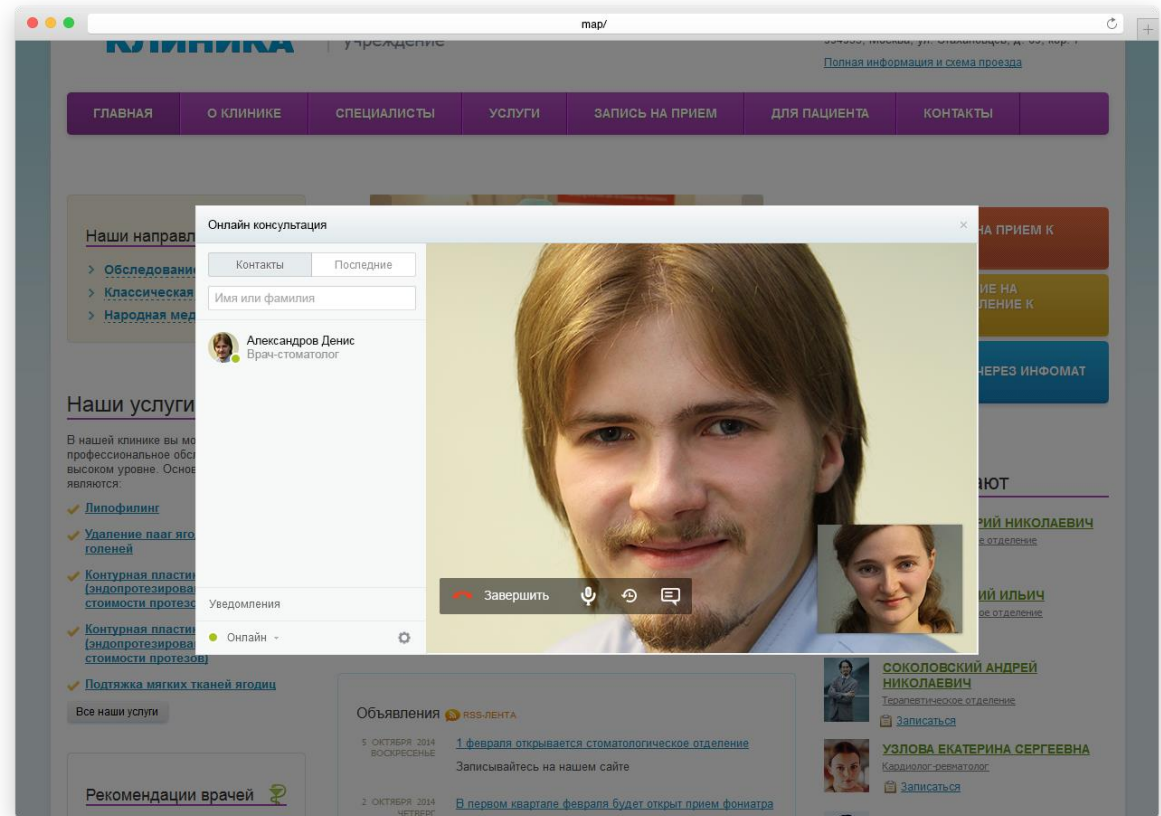 map/
КЛИНИКА
учреждение
Полная информация и схема проезда
ГЛАВНАЯ
О КЛИНИКЕ
СПЕЦИАЛИСТЫ
УСЛУГИ
ЗАПИСЬ НА ПРИЕМ
ДЛЯ ПАЦИЕНТА
КОНТАКТЫ
Наши направл
Обследовани
Классическая
Народная мед
Онлайн консультация
Контакты
Последние
Имя или фамилия
Александров Денис
Врач-стоматолог
Уведомления
Онлайн
Завершить
НА ПРИЕМ К
ИЕ НА
ЛЕНИЕ К
ЧЕРЕЗ ИНФОМАТ
Наши услуги
В нашей клинике вы мо
профессиональное обс
высоком уровне. Основ
являются:
Липофилинг
Удаление пааг яго
голеней
Контурная пластик
(эндопротезирова
стоимости протезо
Контурная пластик
(эндопротезирова
стоимости протезов)
Подтяжка мягких тканей ягодиц
Все наши услуги
Рекомендации врачей
Объявления
RSS-ЛЕНТА
5 ОКТЯБРЯ 2014
ВОСКРЕСЕНЬЕ
1 февраля открывается стоматологическое отделение
Записывайтесь на нашем сайте
2 ОКТЯБРЯ 2014
ЧЕТВЕРГ
В первом квартале февраля будет открыт прием фониатра
ают
РИЙ НИКОЛАЕВИЧ
е отделение
ИЙ ИЛЬИЧ
ое отделение
СОКОЛОВСКИЙ АНДРЕЙ
НИКОЛАЕВИЧ
Терапевтическое отделение
Записаться
УЗЛОВА ЕКАТЕРИНА СЕРГЕЕВНА
Кардиолог-ревматолог
Записаться